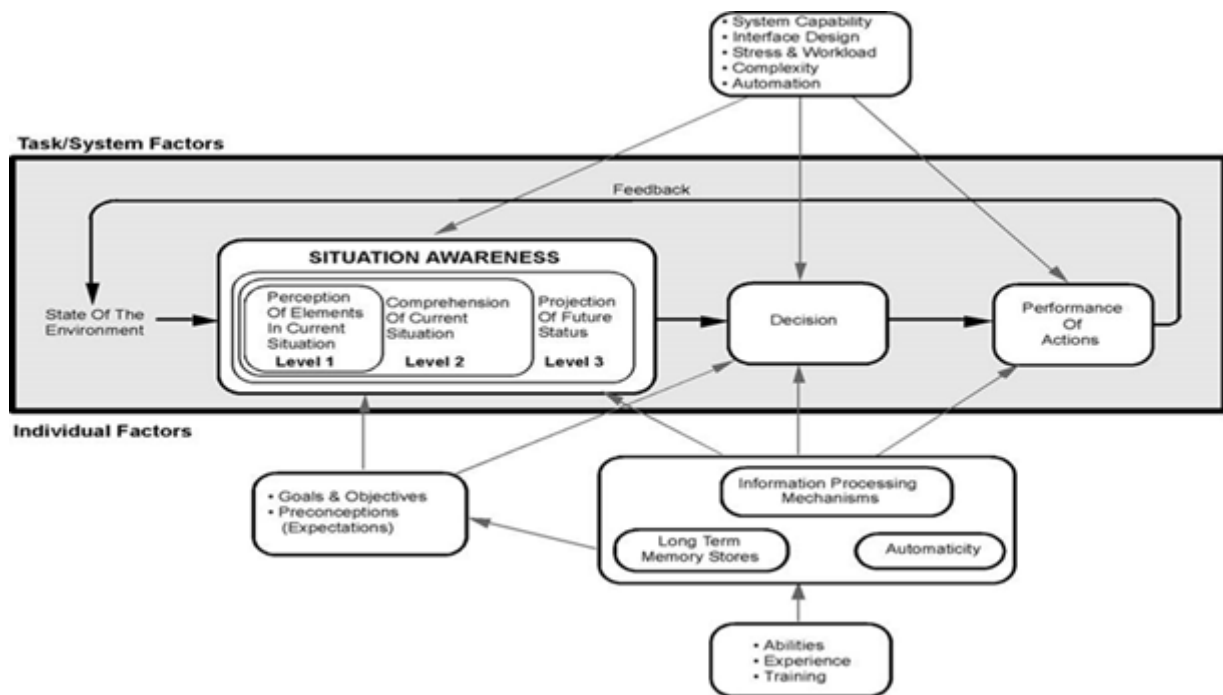 • System Capability
• Interface Design
• Stress & Workload
• Complexity
• Automation
Task/System Factors
Feedback
SITUATION AWARENESS
State Of The
Environment
Perception
Of Elements
In Current
Situation
Level 1
Comprehension
Of Current
Situation
Level 2
Projection
Of Future
Status
Level 3
Decision
Performance
Of
Actions
Individual Factors
• Goals & Objectives
• Preconceptions
(Expectations)
Information Processing
Mechanisms
Long Term
Memory Stores
Automaticity
• Abilities
• Experience
• Training